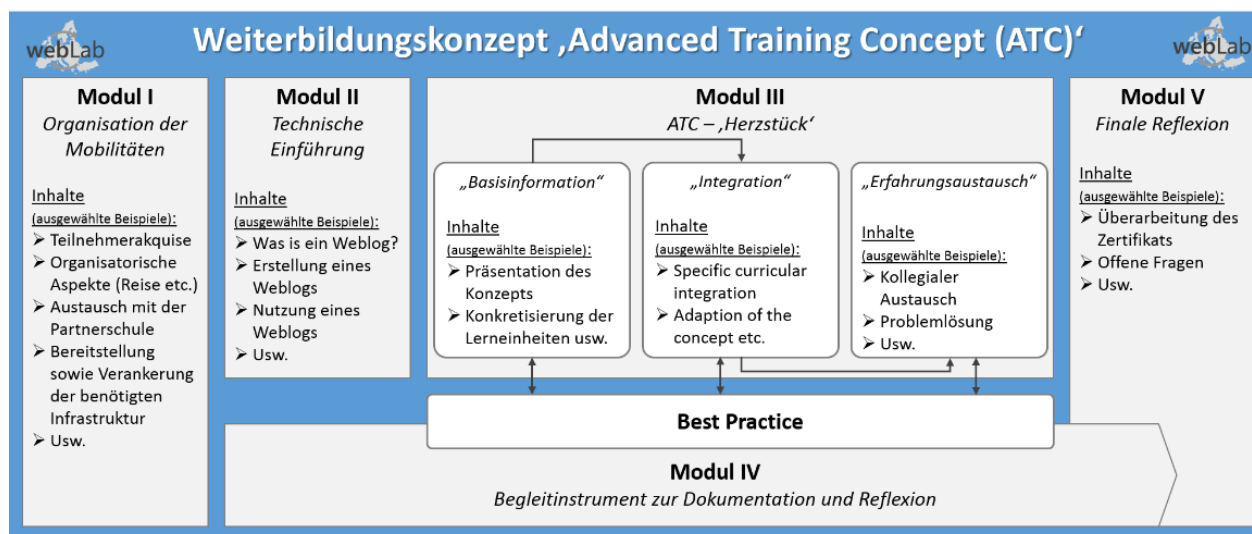 webLab
Weiterbildungskonzept ‚Advanced Training Concept (ATC)‘
webLab
Modul I
Organisation der
Mobilitäten
Inhalte
(ausgewählte Beispiele):
➢ Teilnehmerakquise
➢ Organisatorische
Aspekte (Reise etc.)
➢ Austausch mit der
Partnerschule
➢ Bereitstellung
sowie Verankerung
der benötigten
Infrastruktur
➢ Usw.
Modul II
Technische
Einführung
Inhalte
(ausgewählte Beispiele):
➢ Was is ein Weblog?
➢ Erstellung eines
Weblogs
➢ Nutzung eines
Weblogs
➢ Usw.
Modul III
ATC – ‚Herzstück‘
„Basisinformation“
Inhalte
(ausgewählte Beispiele):
➢ Präsentation des
Konzepts
➢ Konkretisierung der
Lerneinheiten usw.
„Integration“
Inhalte
(ausgewählte Beispiele):
➢ Specific curricular
integration
➢ Adaption of the
concept etc.
„Erfahrungsaustausch“
Inhalte
(ausgewählte Beispiele):
➢ Kollegialer
Austausch
➢ Problemlösung
➢ Usw.
Best Practice
Modul IV
Begleitinstrument zur Dokumentation und Reflexion
Modul V
Finale Reflexion
Inhalte
(ausgewählte Beispiele):
➢ Überarbeitung des
Zertifikats
➢ Offene Fragen
➢ Usw.